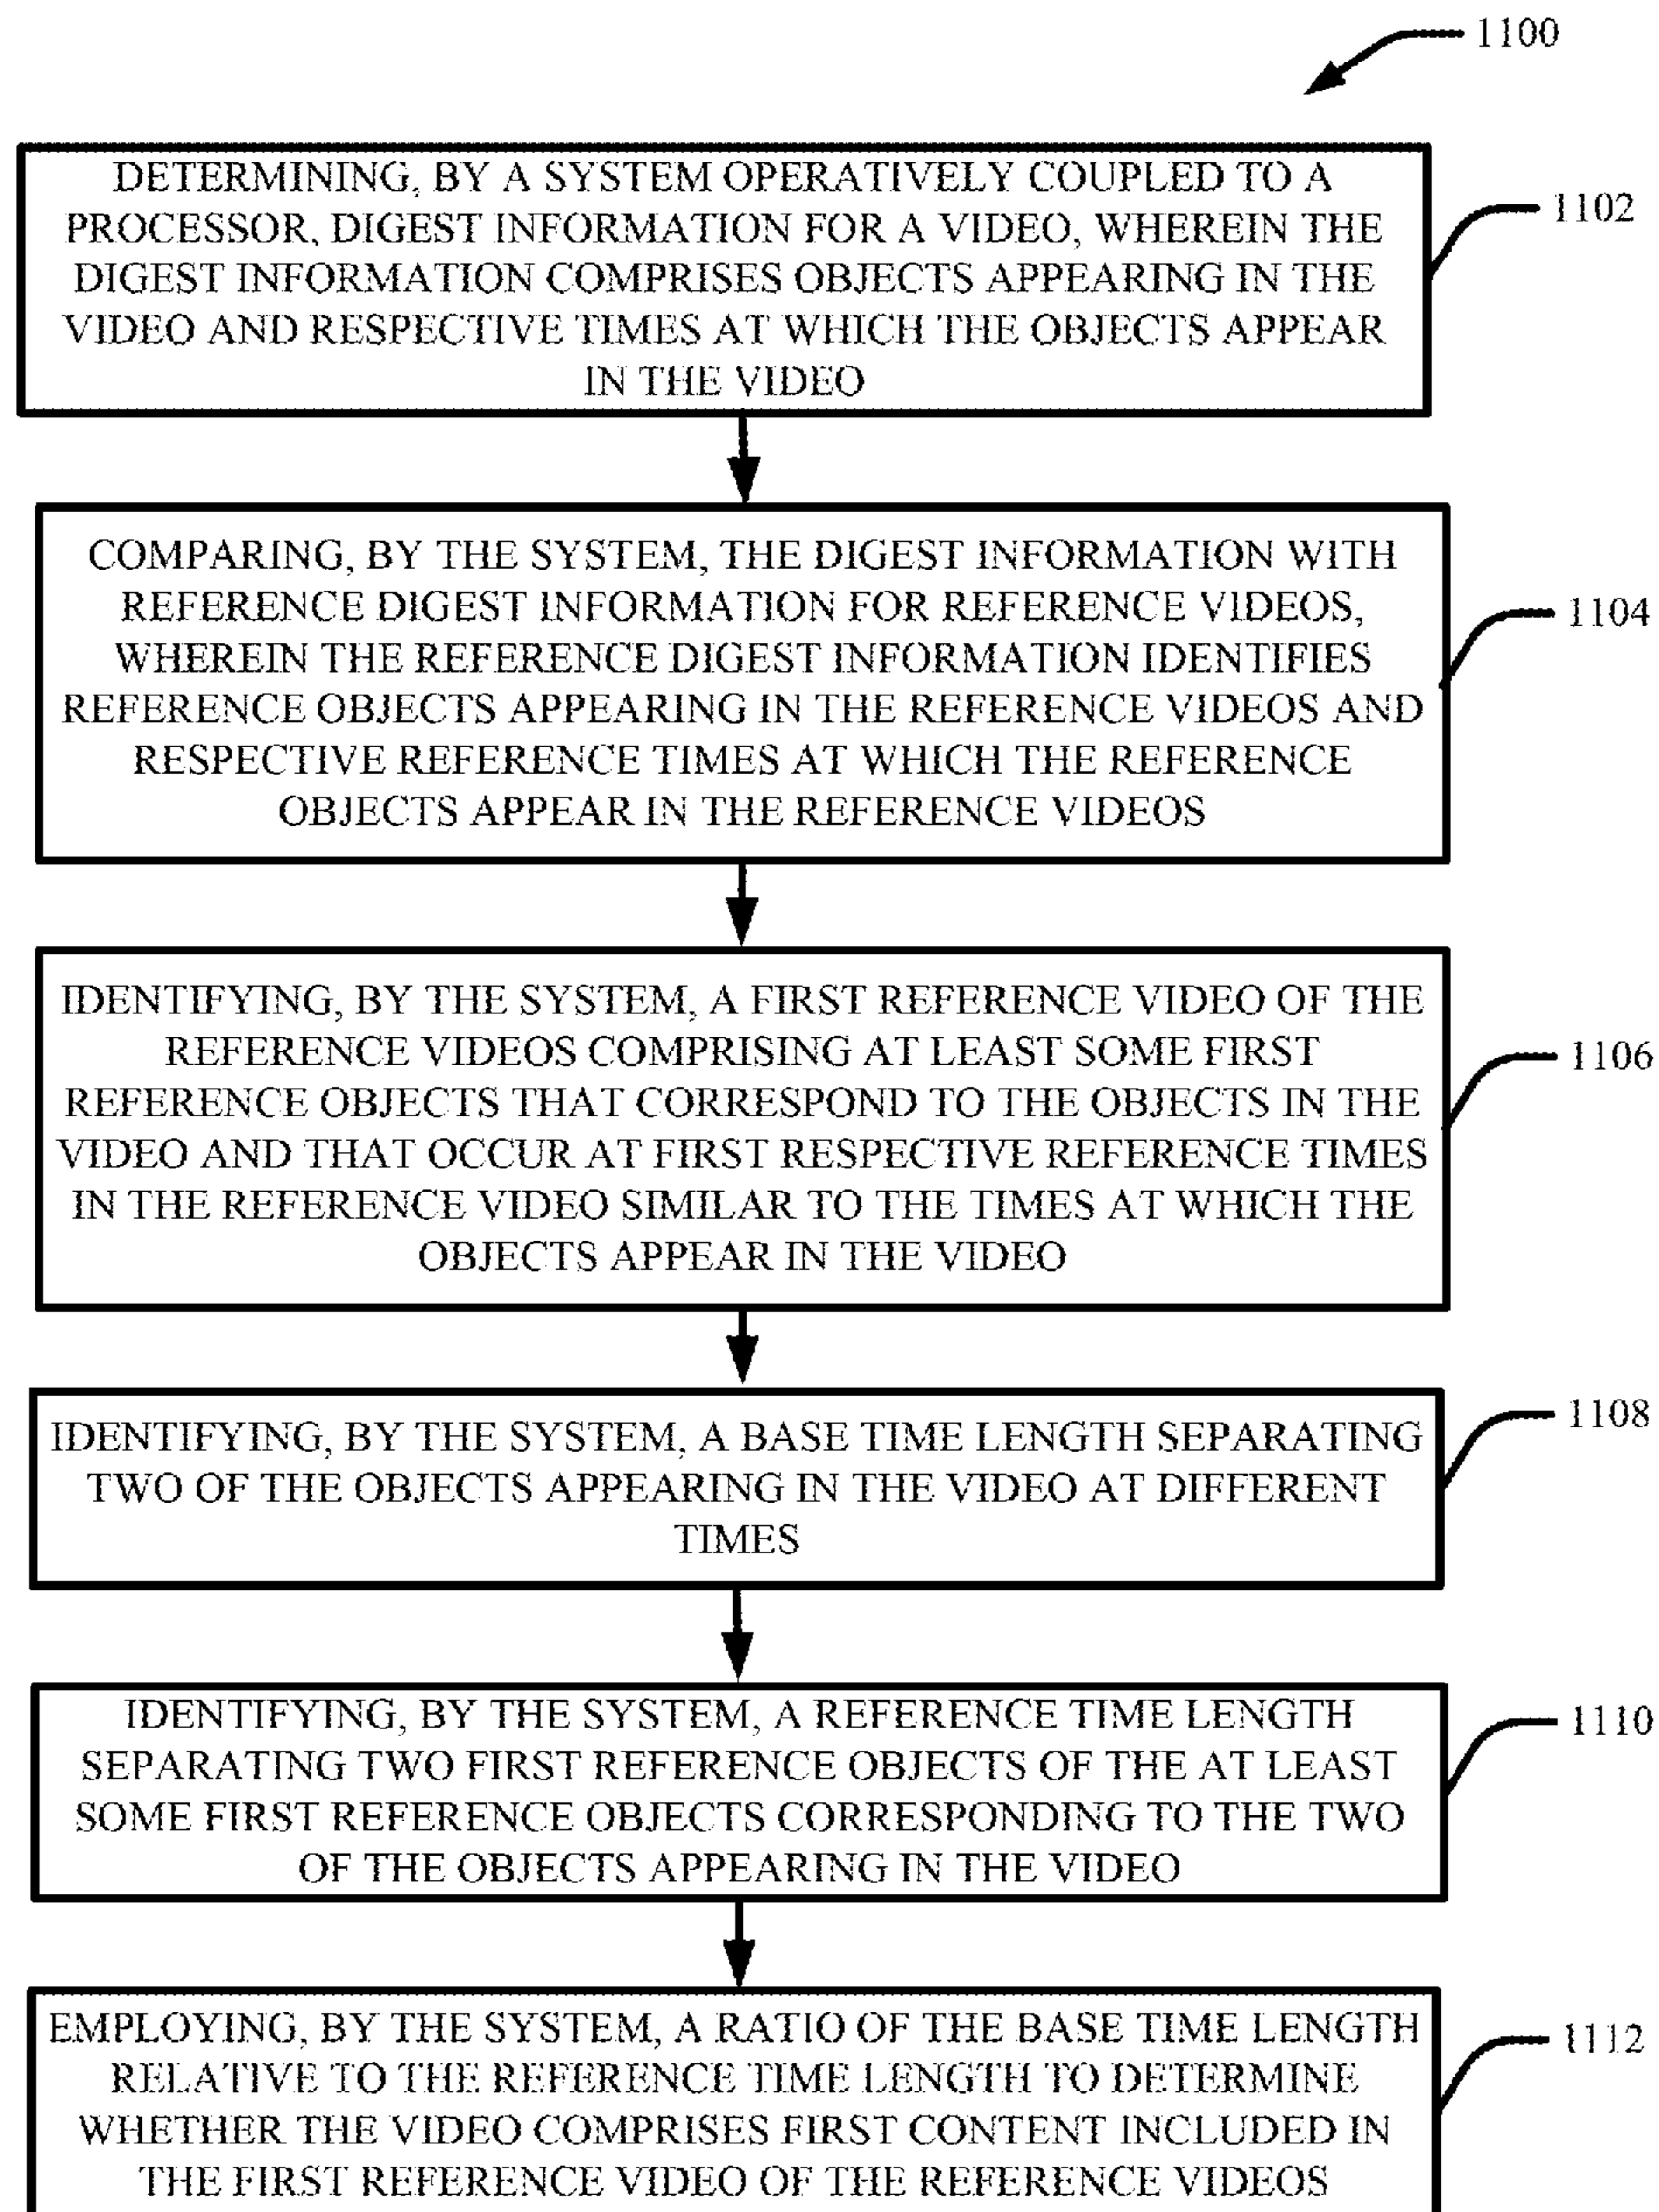 1100
DETERMINING, BY A SYSTEM OPERATIVELY COUPLED TO A
PROCESSOR, DIGEST INFORMATION FOR A VIDEO, WHEREIN THE
DIGEST INFORMATION COMPRISES OBJECTS APPEARING IN THE
VIDEO AND RESPECTIVE TIMES AT WHICH THE OBJECTS APPEAR
IN THE VIDEO
1102
COMPARING, BY THE SYSTEM, THE DIGEST INFORMATION WITH
REFERENCE DIGEST INFORMATION FOR REFERENCE VIDEOS,
WHEREIN THE REFERENCE DIGEST INFORMATION IDENTIFIES
REFERENCE OBJECTS APPEARING IN THE REFERENCE VIDEOS AND
RESPECTIVE REFERENCE TIMES AT WHICH THE REFERENCE
OBJECTS APPEAR IN THE REFERENCE VIDEOS
1104
IDENTIFYING, BY THE SYSTEM, A FIRST REFERENCE VIDEO OF THE
REFERENCE VIDEOS COMPRISING AT LEAST SOME FIRST
REFERENCE OBJECTS THAT CORRESPOND TO THE OBJECTS IN THE
VIDEO AND THAT OCCUR AT FIRST RESPECTIVE REFERENCE TIMES
IN THE REFERENCE VIDEO SIMILAR TO THE TIMES AT WHICH THE
OBJECTS APPEAR IN THE VIDEO
1106
IDENTIFYING, BY THE SYSTEM, A BASE TIME LENGTH SEPARATING
TWO OF THE OBJECTS APPEARING IN THE VIDEO AT DIFFERENT
TIMES
1108
IDENTIFYING, BY THE SYSTEM, A REFERENCE TIME LENGTH
SEPARATING TWO FIRST REFERENCE OBJECTS OF THE AT LEAST
SOME FIRST REFERENCE OBJECTS CORRESPONDING TO THE TWO
OF THE OBJECTS APPEARING IN THE VIDEO
1110
EMPLOYING, BY THE SYSTEM, A RATIO OF THE BASE TIME LENGTH
RELATIVE TO THE REFERENCE TIME LENGTH TO DETERMINE
WHETHER THE VIDEO COMPRISES FIRST CONTENT INCLUDED IN
THE FIRST REFERENCE VIDEO OF THE REFERENCE VIDEOS
1112